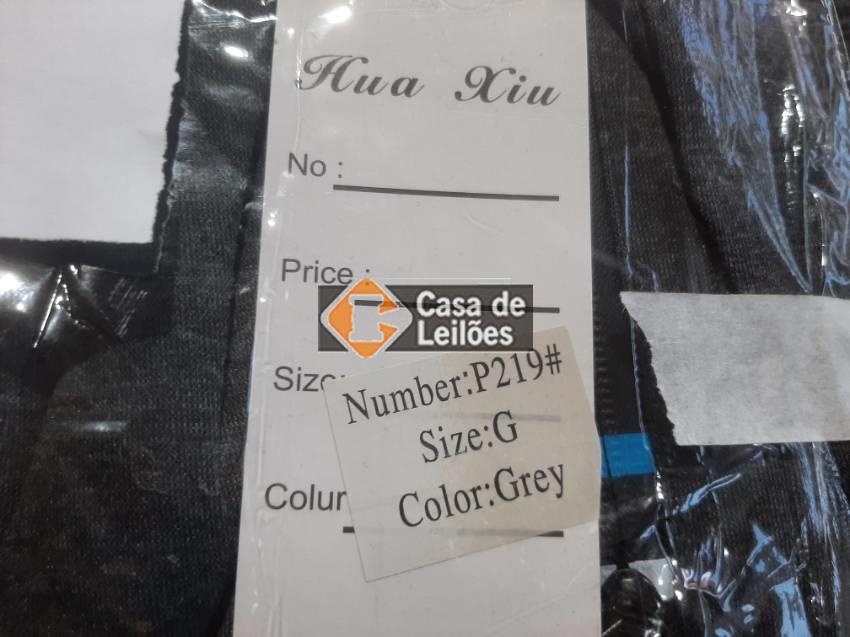 Hua Xiu
No :
Price :
Casa de
Leilões
Size:
Number:P219#
Size:G
Color:Grey
Colur